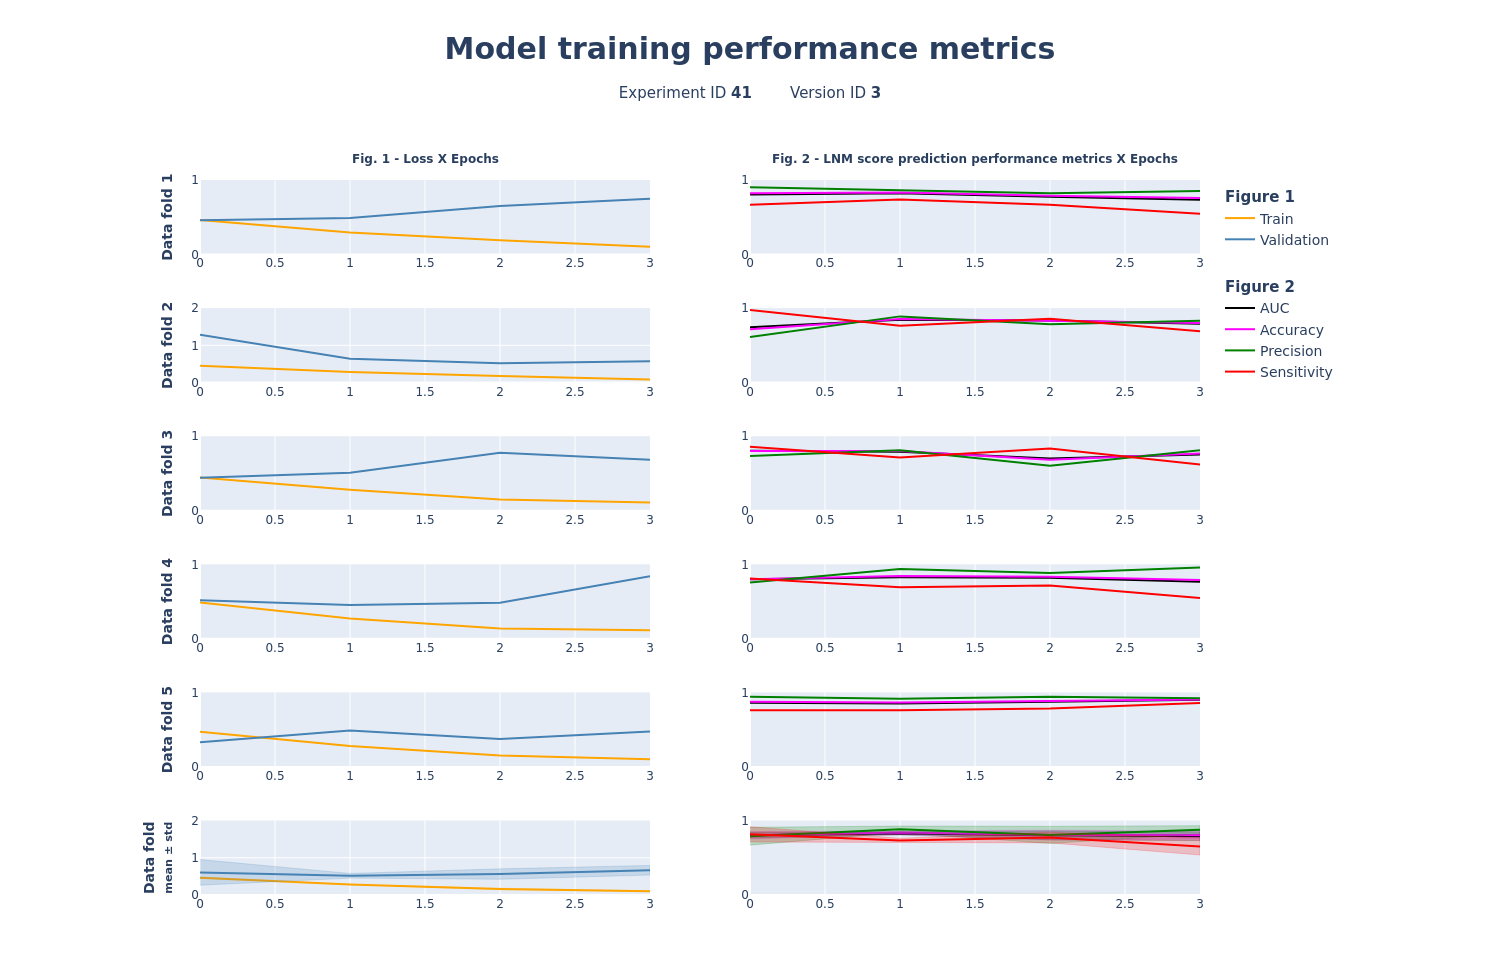 Model training performance metrics
Experiment ID 41 Version ID 3
Fig. 1 - Loss X Epochs
Fig. 2 - LNM score prediction performance metrics X Epochs
Data fold 1
1
0
0 0.5 1 1.5 2 2.5 3
1
0
0 0.5 1 1.5 2 2.5 3
Figure 1
Train
Validation
Figure 2
AUC
Accuracy
Precision
Sensitivity
Data fold 2
2
1
0
0 0.5 1 1.5 2 2.5 3
1
0
0 0.5 1 1.5 2 2.5 3
Data fold 3
1
0
0 0.5 1 1.5 2 2.5 3
1
0
0 0.5 1 1.5 2 2.5 3
Data fold 4
1
0
0 0.5 1 1.5 2 2.5 3
1
0
0 0.5 1 1.5 2 2.5 3
Data fold 5
1
0
0 0.5 1 1.5 2 2.5 3
1
0
0 0.5 1 1.5 2 2.5 3
Data fold
mean ± std
2
1
0
0 0.5 1 1.5 2 2.5 3
1
0
0 0.5 1 1.5 2 2.5 3